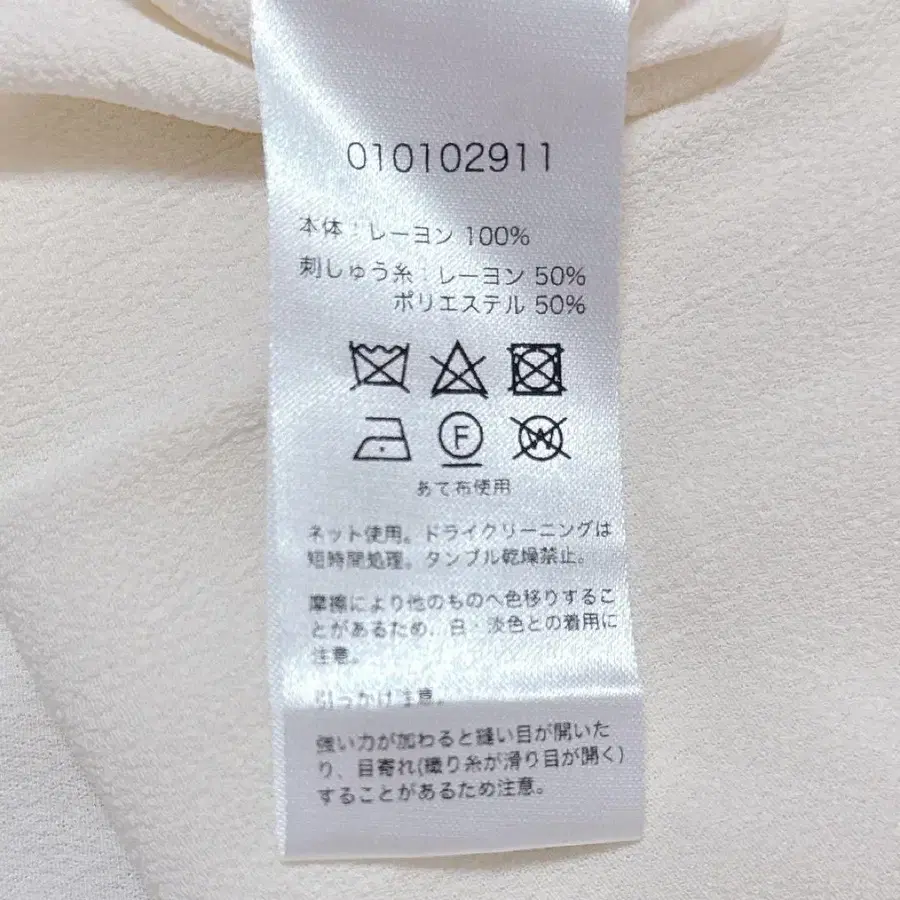 010102911
本体：レーヨン 100%
刺しゅう糸：レーヨン 50%
ポリエステル 50%
F
W
あて布使用
ネット使用。ドライクリーニングは
短時間処理。タンブル乾燥禁止。
摩擦により他のものへ色移りするこ
とがあるため...白・淡色との着用に
注意。
引っかけ注意。
強い力が加わると縫い目が開いた
り、目寄れ(織り糸が滑り目が開く)
することがあるため注意。